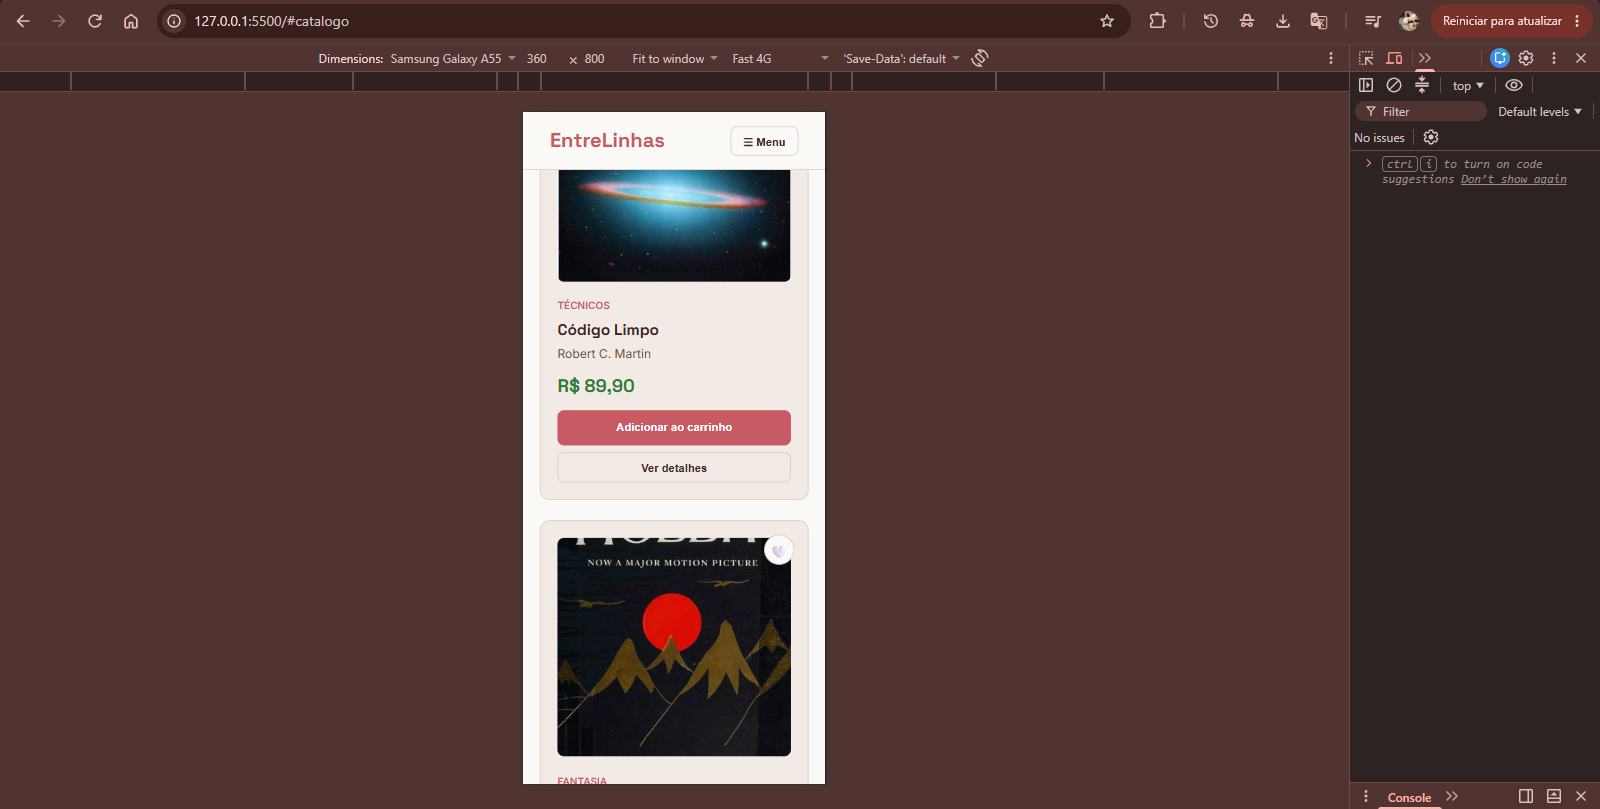 127.0.0.1:5500/#catalogo
Reiniciar para atualizar
Dimensions: Samsung Galaxy A55 360 × 800 Fit to window Fast 4G 'Save-Data': default
top
Filter Default levels
No issues
ctrl i to turn on code
suggestions Don't show again
EntreLinhas
☰ Menu
TÉCNICOS
Código Limpo
Robert C. Martin
R$ 89,90
Adicionar ao carrinho
Ver detalhes
NOW A MAJOR MOTION PICTURE
FANTASIA
Console